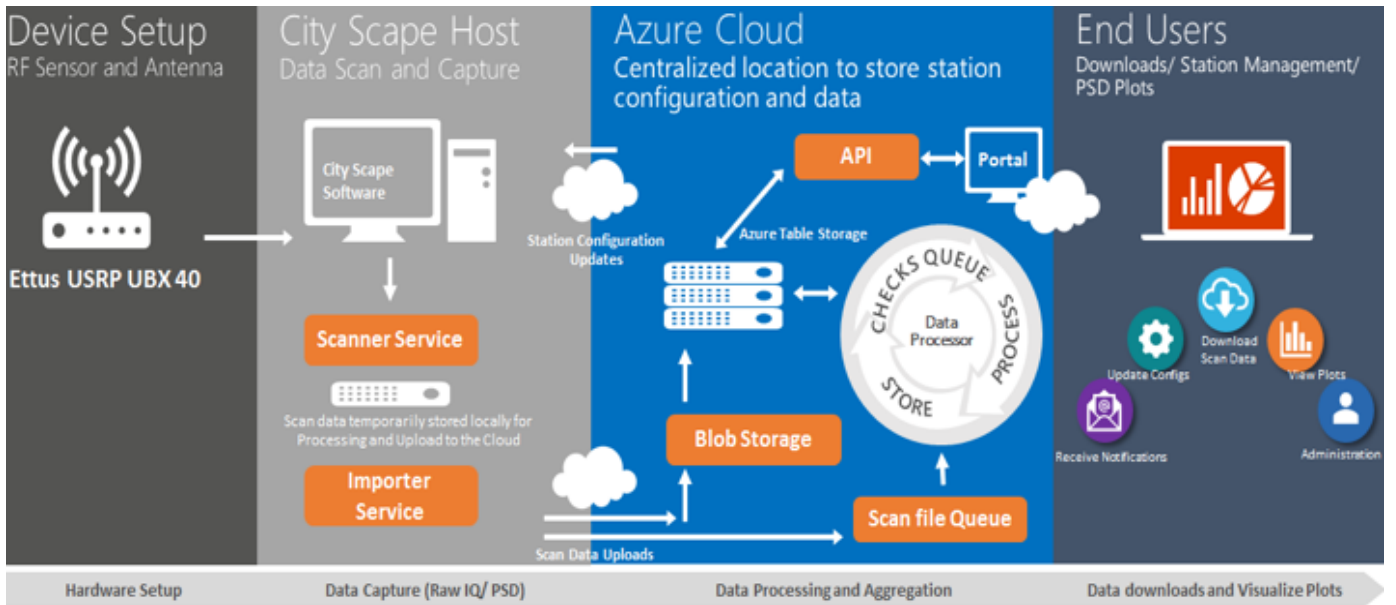 Device Setup
RF Sensor and Antenna
Ettus USRP UBX 40
City Scape Host
Data Scan and Capture
City Scape
Software
Scanner Service
Scan data temporarily stored locally for
Processing and Upload to the Cloud
Importer
Service
Azure Cloud
Centralized location to store station
configuration and data
Station Configuration
Updates
API
Portal
Azure Table Storage
CHECKS QUEUE
PROCESS
STORE
Data
Processor
Blob Storage
Scan file Queue
Scan Data Uploads
End Users
Downloads/ Station Management/
PSD Plots
Download
Scan Data
Update Configs
View Plots
Receive Notifications
Administration
Hardware Setup
Data Capture (Raw IQ/ PSD)
Data Processing and Aggregation
Data downloads and Visualize Plots